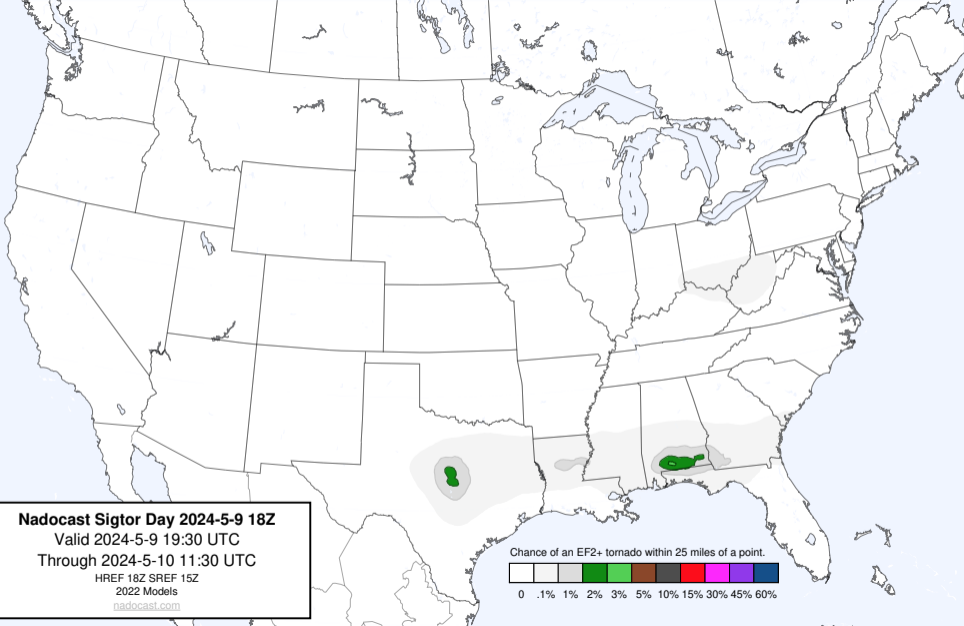 Nadocast Sigtor Day 2024-5-9 18Z
Valid 2024-5-9 19:30 UTC
Through 2024-5-10 11:30 UTC
HREF 18Z SREF 15Z
2022 Models
nadocast.com
Chance of an EF2+ tornado within 25 miles of a point.
0 .1% 1% 2% 3% 5% 10% 15% 30% 45% 60%